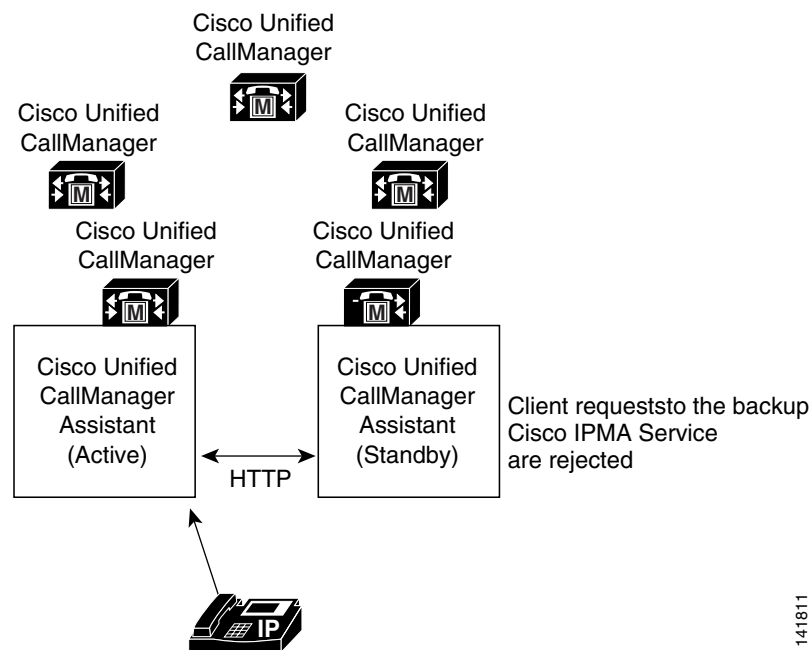 Cisco Unified
CallManager
M
Cisco Unified
CallManager
M
Cisco Unified
CallManager
M
Cisco Unified
CallManager
M
Cisco Unified
CallManager
M
Cisco Unified
CallManager
Assistant
(Active)
HTTP
Cisco Unified
CallManager
Assistant
(Standby)
Client requeststo the backup
Cisco IPMA Service
are rejected
IP
141811